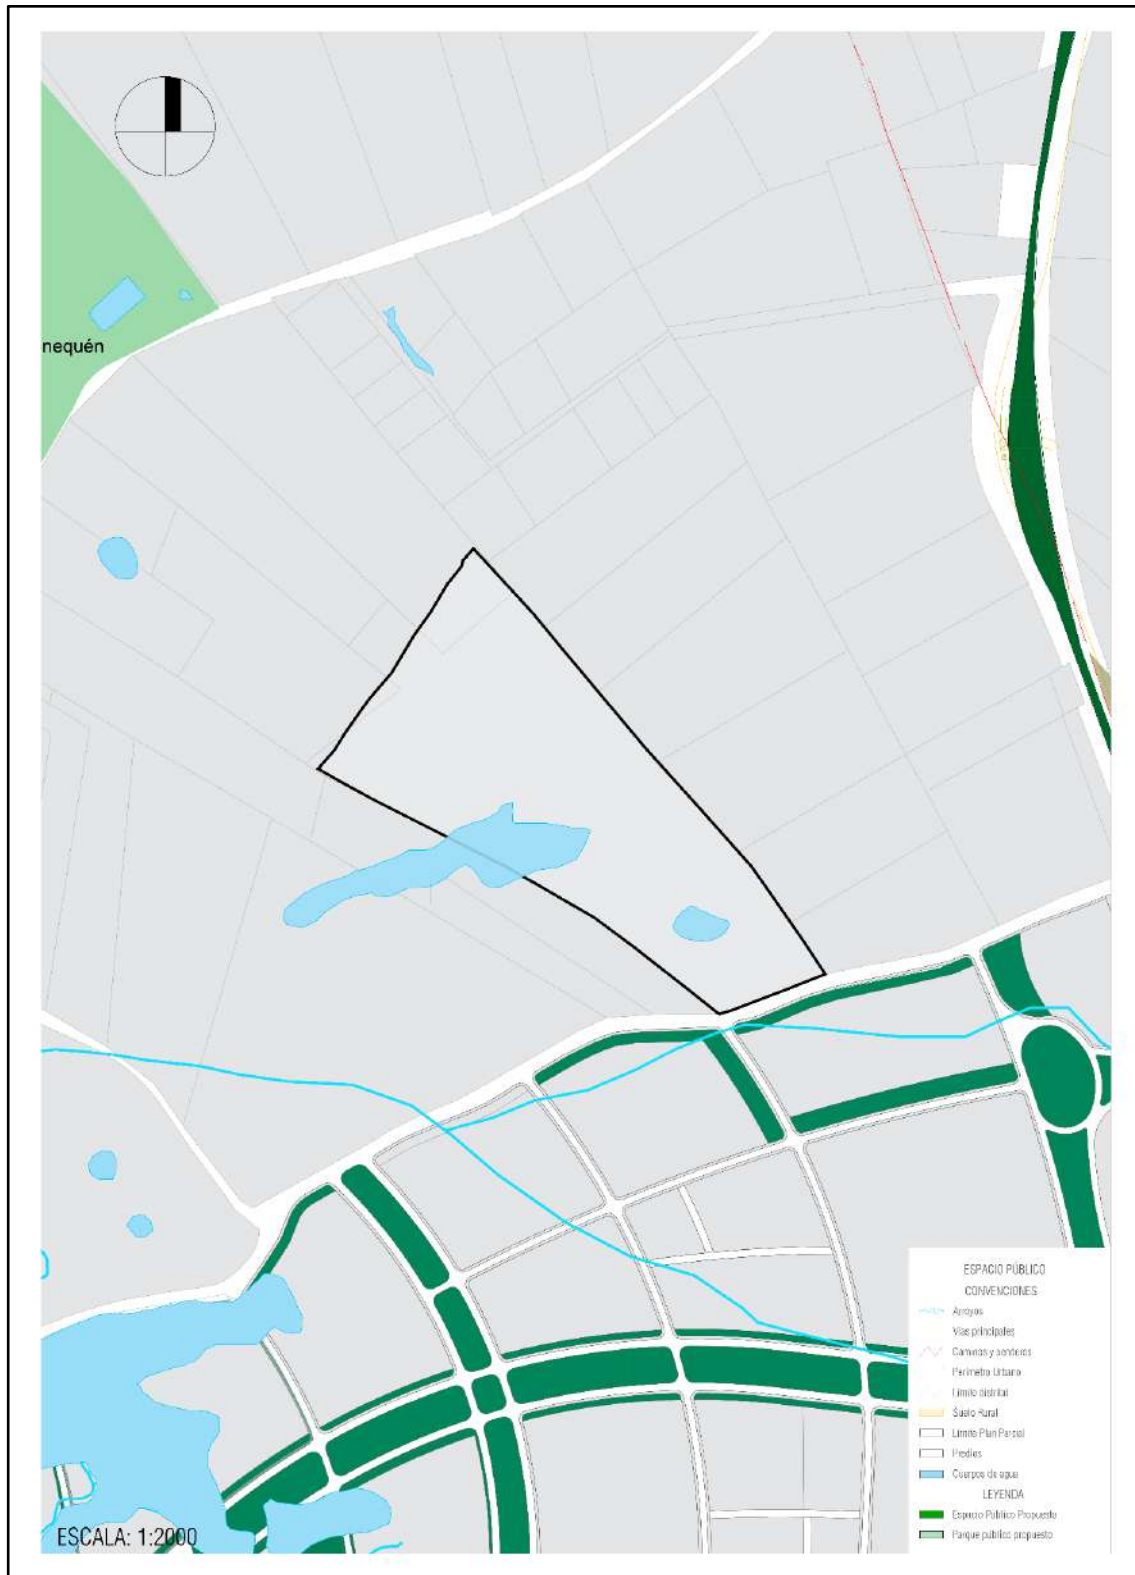 nequén
ESPACIO PÚBLICO
CONVENCIONES
Arroyos
Vías principales
Caminos y senderos
Perímetro Urbano
Límite distrital
Suelo Rural
Límite Plan Parcial
Predios
Cuerpos de agua
LEYENDA
Espacio Público Propuesto
Parque público propuesto
ESCALA: 1:2000